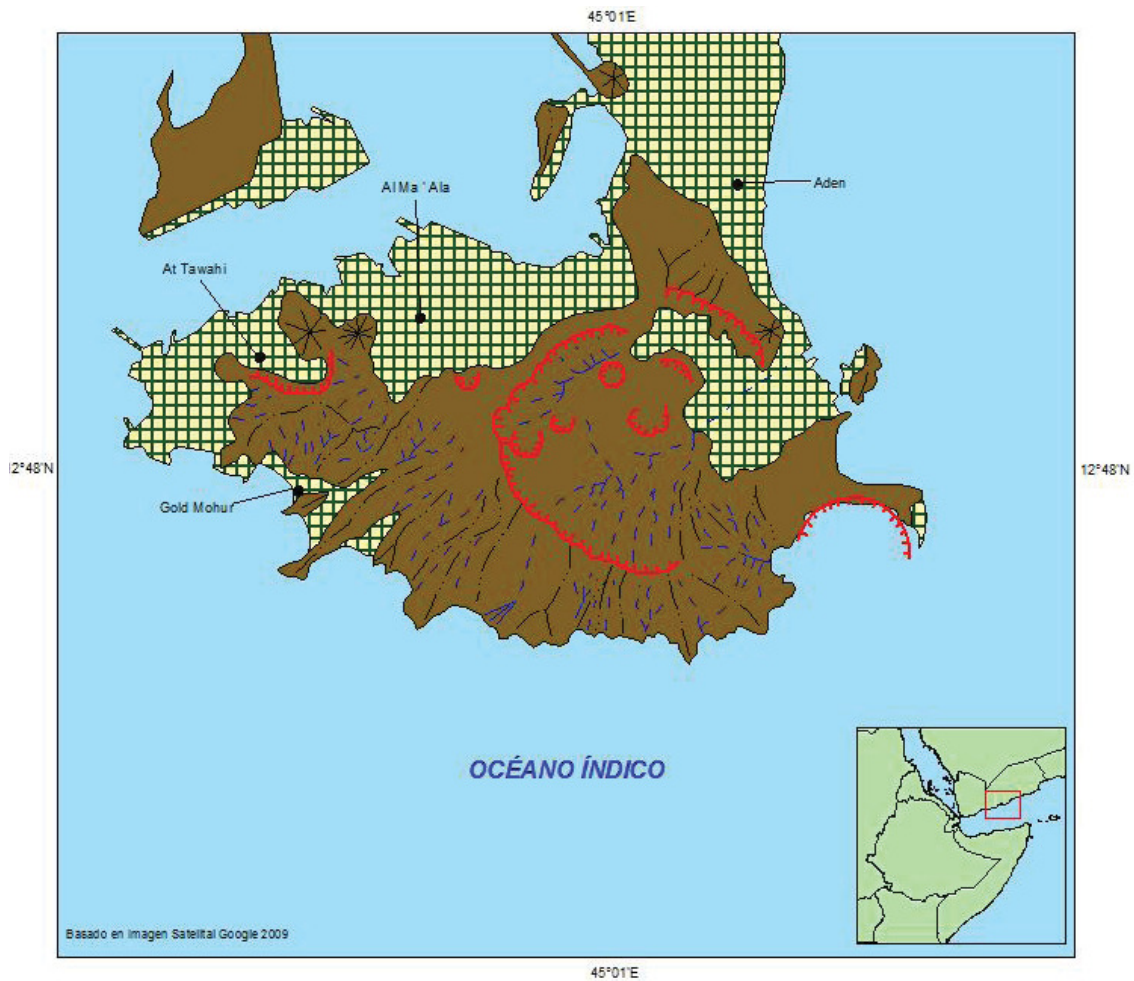 45°01'E
Aden
Al Ma `Ala
At Tawahi
12°48'N
12°48'N
Gold Mohur
OCÉANO ÍNDICO
Basado en Imagen Satelital Google 2009
45°01'E